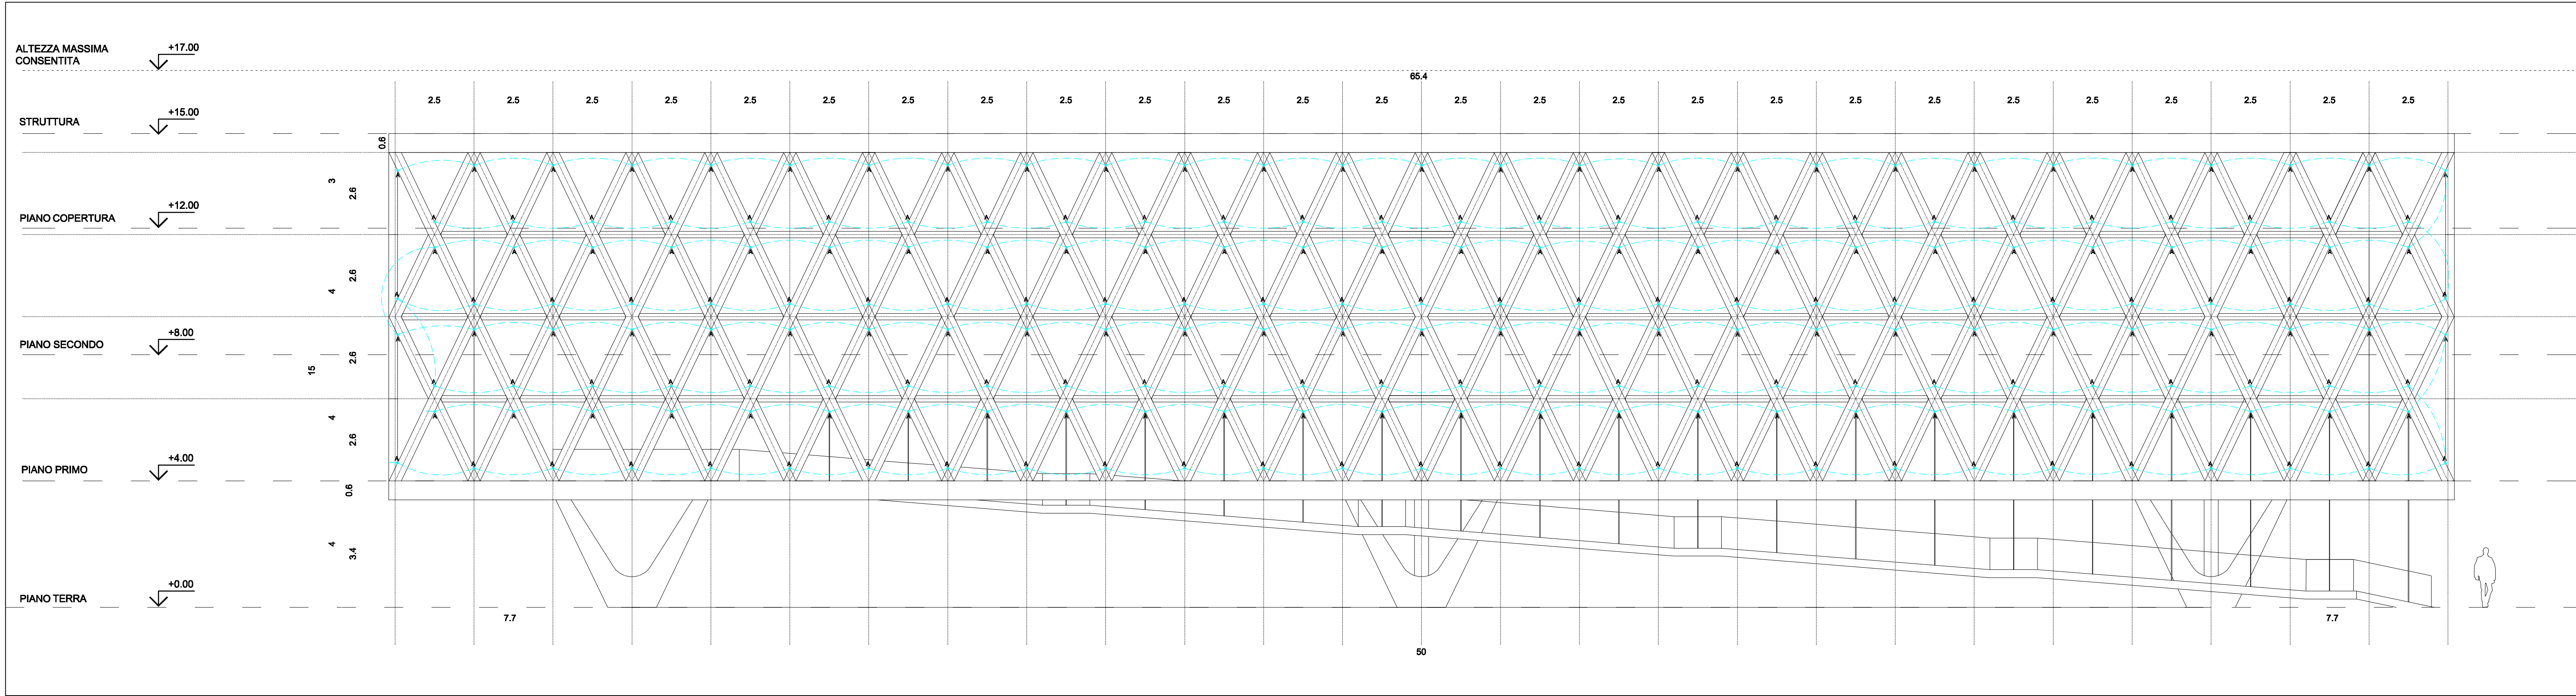 ALTEZZA MASSIMA
CONSENTITA
+17.00
65.4
2.5 2.5 2.5 2.5 2.5 2.5 2.5 2.5 2.5 2.5 2.5 2.5 2.5 2.5 2.5 2.5 2.5 2.5 2.5 2.5 2.5 2.5 2.5 2.5 2.5 2.5
STRUTTURA
+15.00
0.6
A A A A A A A A A A A A A A A A A A A A A A A A A A A
3
2.6
PIANO COPERTURA
+12.00
A A A A A A A A A A A A A A A A A A A A A A A A A A
A A A A A A A A A A A A A A A A A A A A A A A A A A
2.6
4
A A A A A A A A A A A A A A A A A A A A A A A A A A A
PIANO SECONDO
+8.00
A A A A A A A A A A A A A A A A A A A A A A A A A A A
2.6
15
A A A A A A A A A A A A A A A A A A A A A A A A A A
A A A A A A A A A A A A A A A A A A A A A A A A A A
4
2.6
PIANO PRIMO
+4.00
A A A A A A A A A A A A A A A A A A A A A A A A A A A
0.6
4
3.4
PIANO TERRA
+0.00
7.7
7.7
50